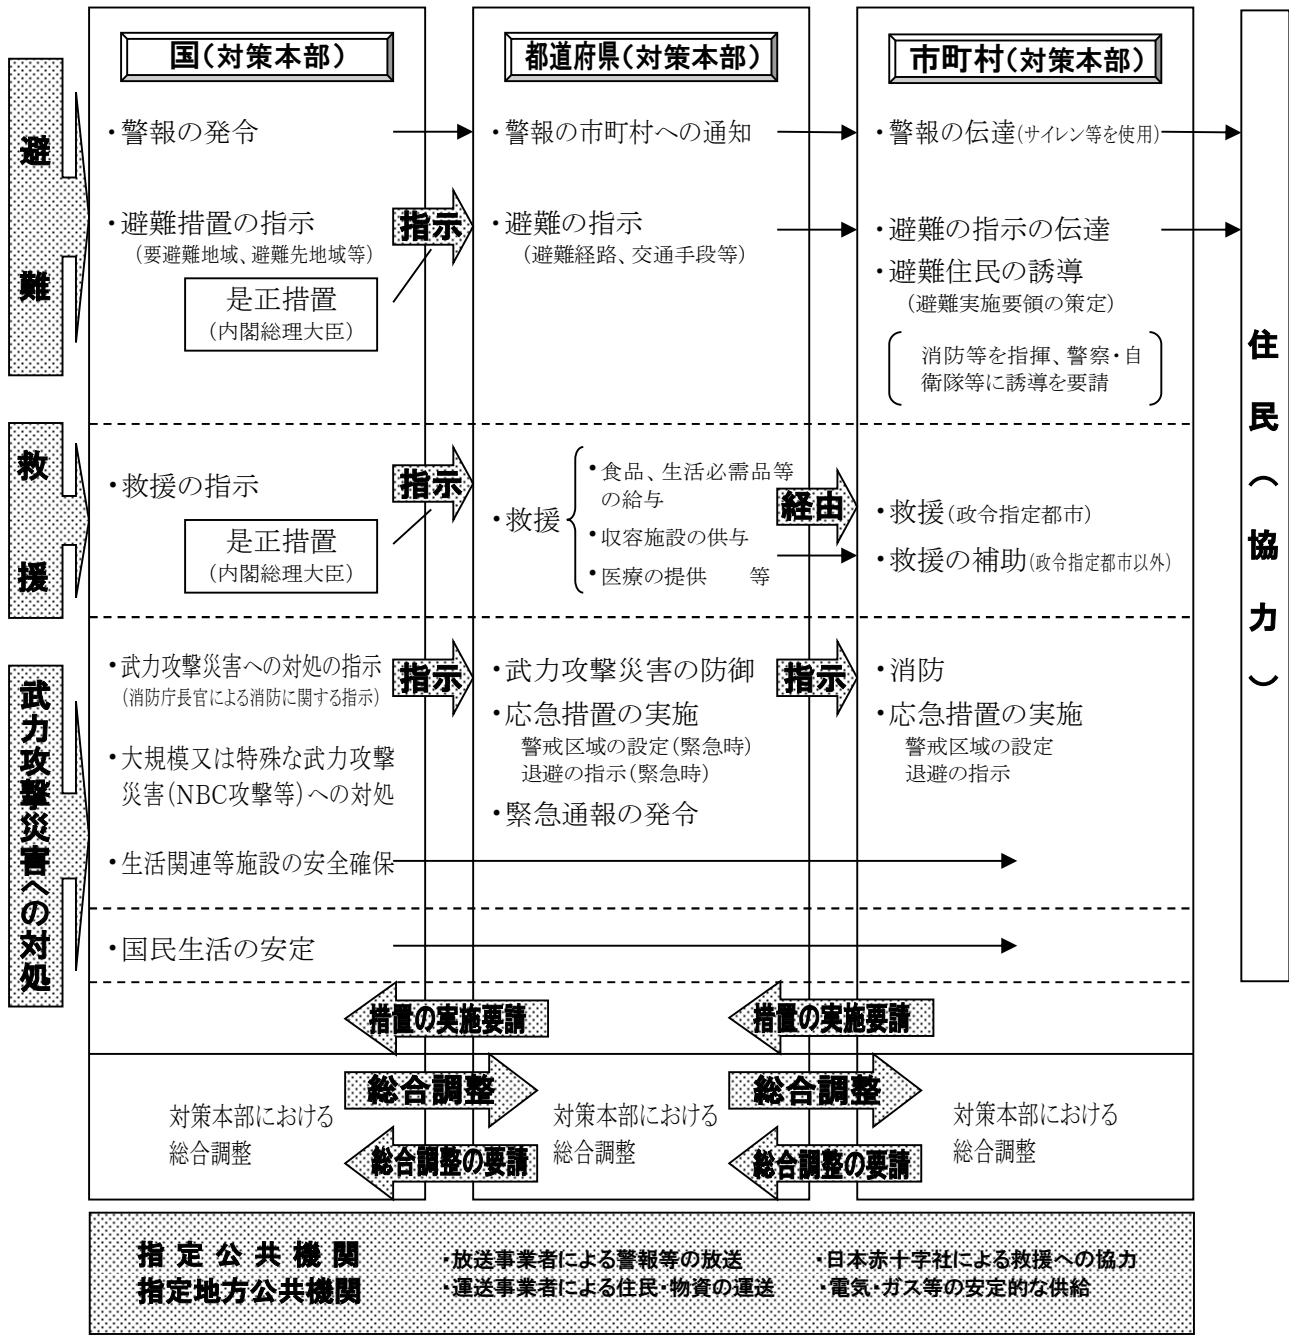 国(対策本部)
都道府県(対策本部)
市町村(対策本部)
避難
・警報の発令
・警報の市町村への通知
・警報の伝達(サイレン等を使用)
・避難措置の指示
(要避難地域、避難先地域等)
指示
是正措置
(内閣総理大臣)
・避難の指示
(避難経路、交通手段等)
・避難の指示の伝達
・避難住民の誘導
(避難実施要領の策定)
消防等を指揮、警察・自
衛隊等に誘導を要請
住民(協力)
救援
・救援の指示
指示
是正措置
(内閣総理大臣)
・救援
・食品、生活必需品等
の給与
・収容施設の供与
・医療の提供 等
経由
・救援(政令指定都市)
・救援の補助(政令指定都市以外)
武力攻撃災害への対処
・武力攻撃災害への対処の指示
(消防庁長官による消防に関する指示)
指示
・大規模又は特殊な武力攻撃
災害(NBC攻撃等)への対処
・生活関連等施設の安全確保
・武力攻撃災害の防御
・応急措置の実施
警戒区域の設定(緊急時)
退避の指示(緊急時)
・緊急通報の発令
指示
・消防
・応急措置の実施
警戒区域の設定
退避の指示
・国民生活の安定
措置の実施要請
措置の実施要請
総合調整
総合調整
対策本部における
総合調整
対策本部における
総合調整
対策本部における
総合調整
総合調整の要請
総合調整の要請
指定公共機関
指定地方公共機関
・放送事業者による警報等の放送
・運送事業者による住民・物資の運送
・日本赤十字社による救援への協力
・電気・ガス等の安定的な供給